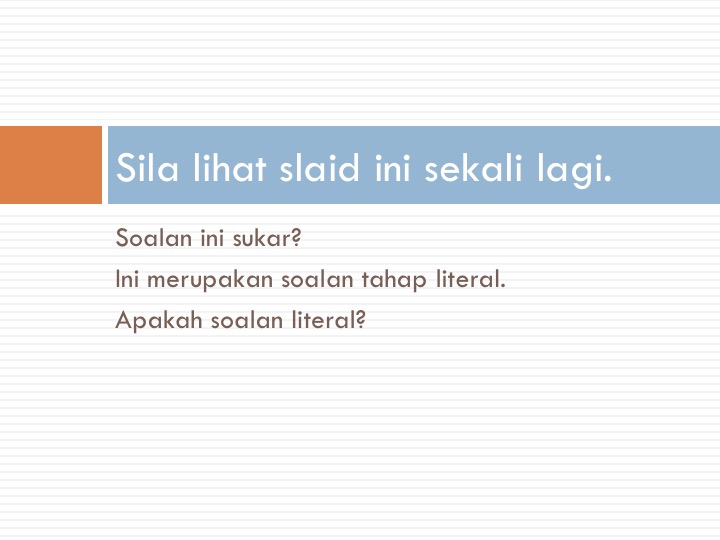 Sila lihat slaid ini sekali lagi.
Soalan ini sukar?
Ini merupakan soalan tahap literal.
Apakah soalan literal?